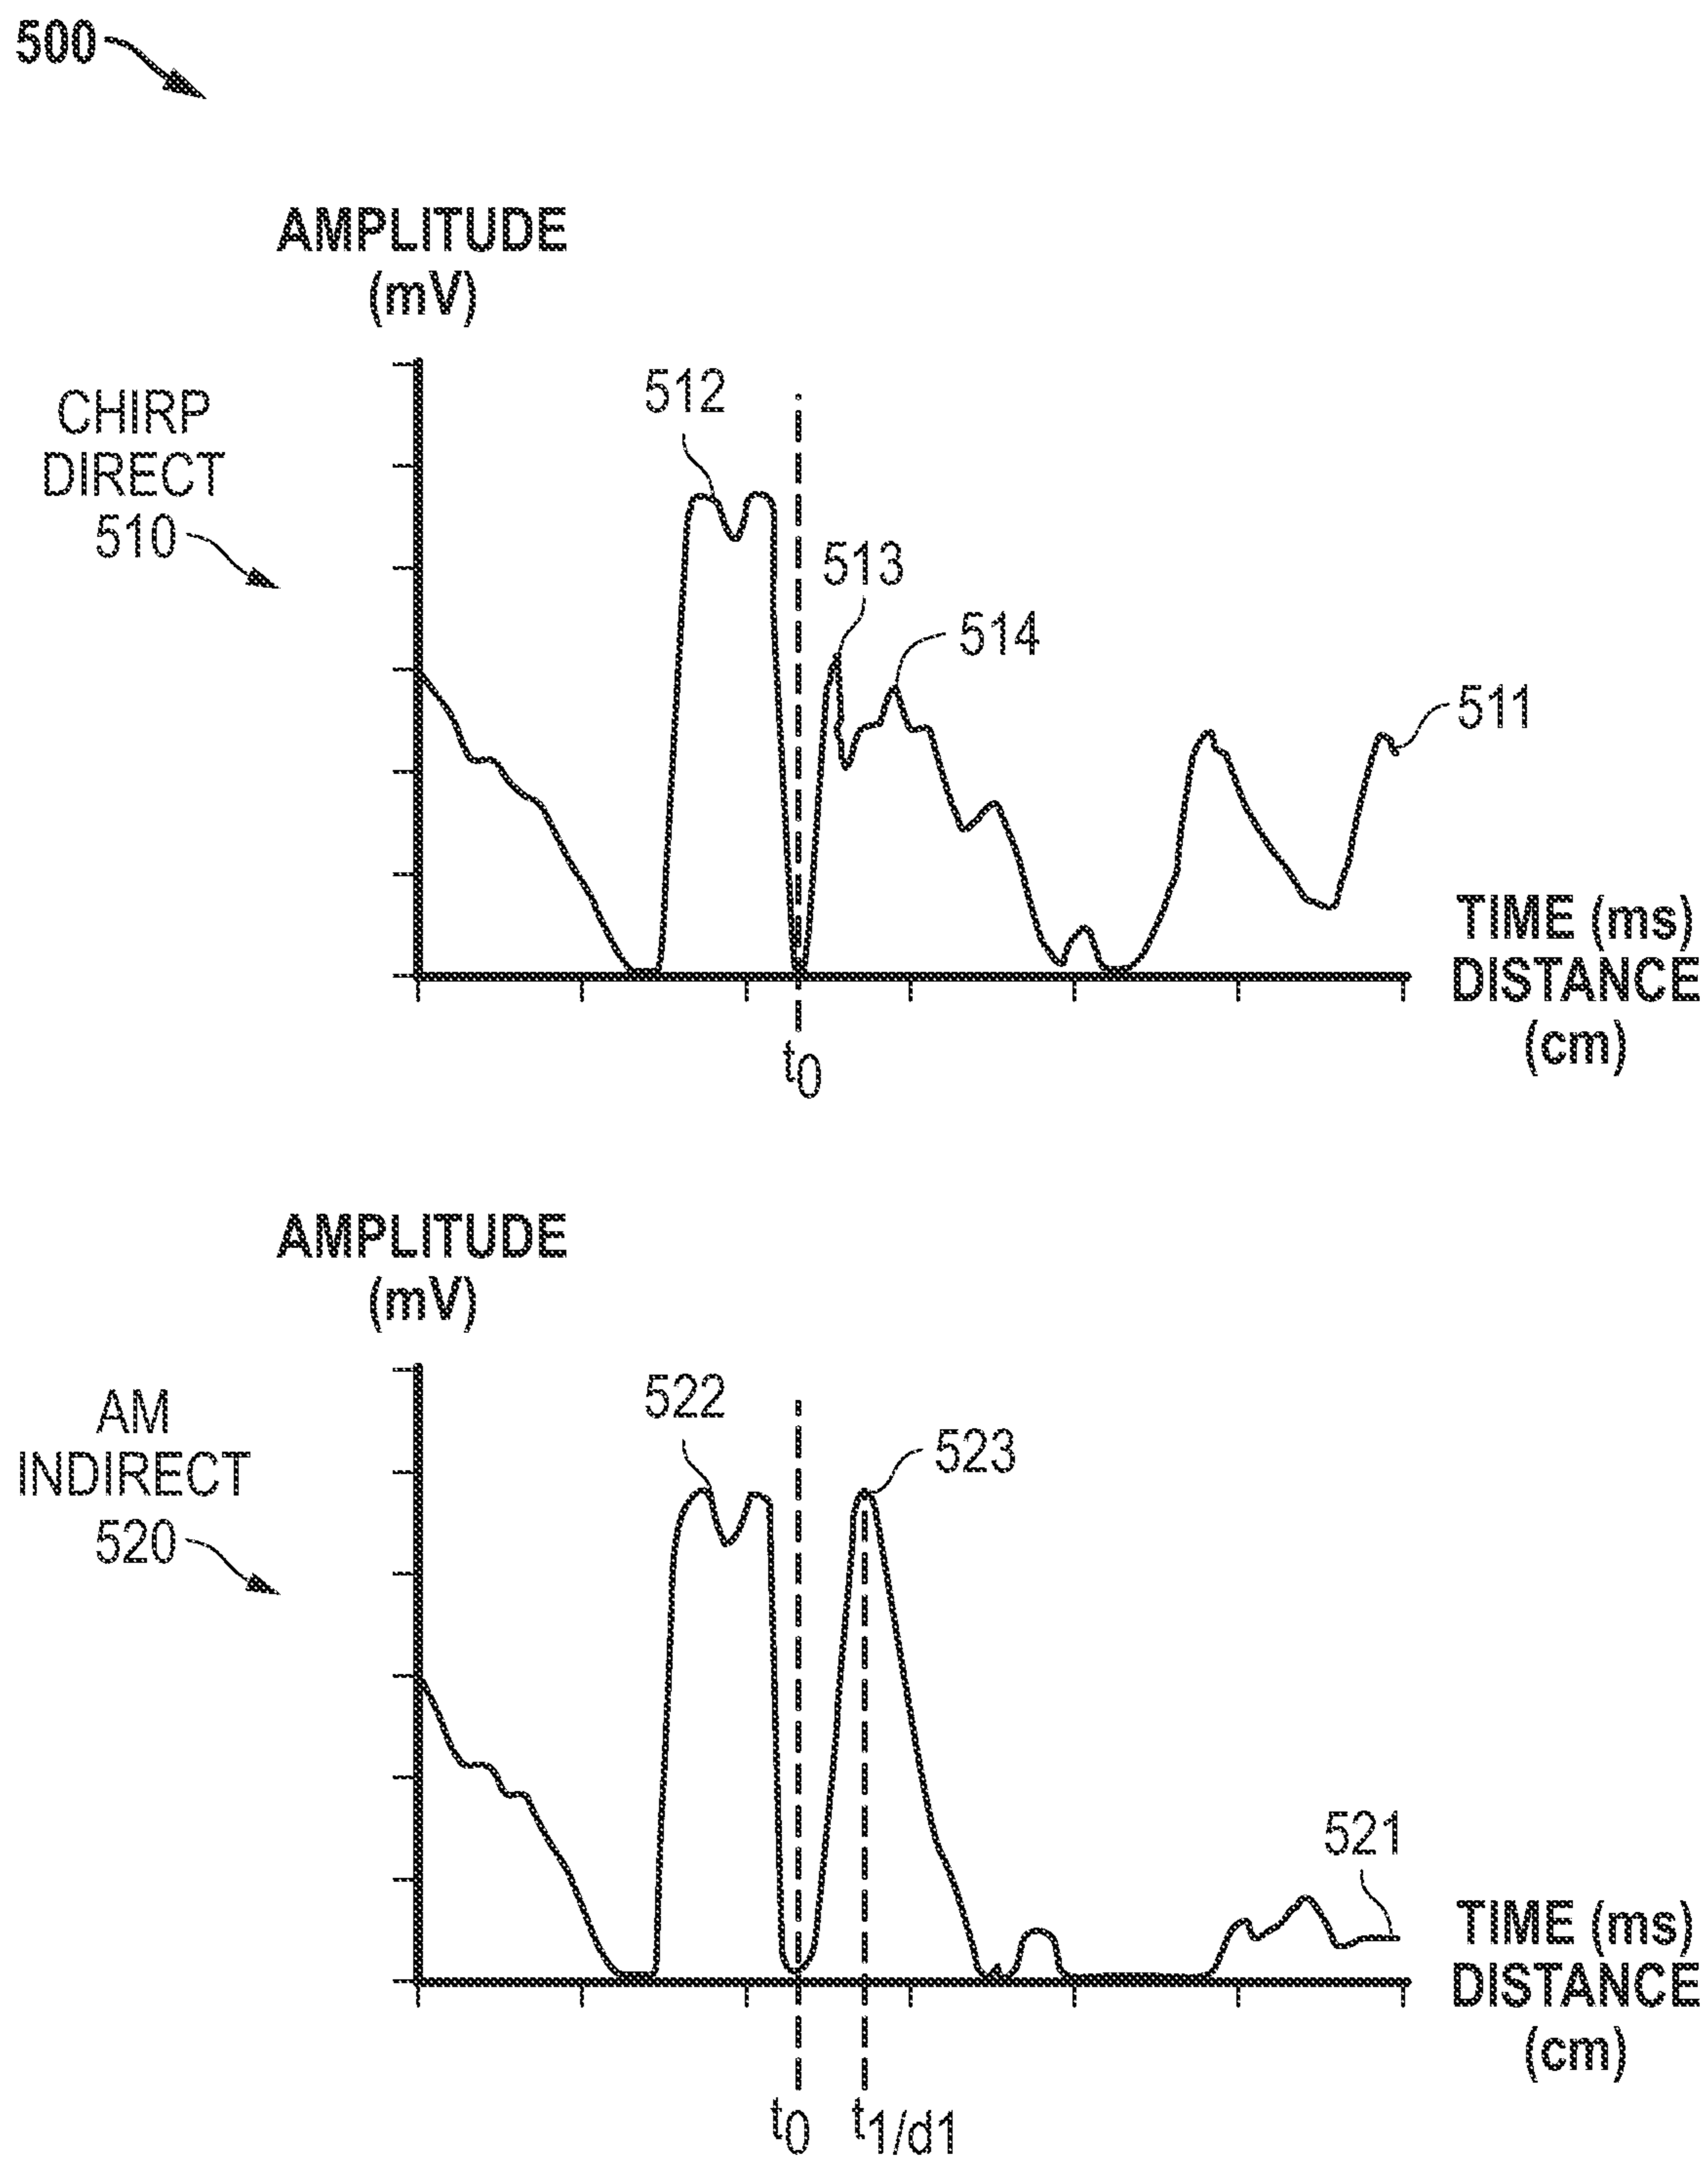 500
AMPLITUDE
(mV)
CHIRP
DIRECT
510
512
513
514
511
TIME (ms)
DISTANCE
(cm)
t0
AMPLITUDE
(mV)
AM
INDIRECT
520
522
523
521
TIME (ms)
DISTANCE
(cm)
t0
t1/d1